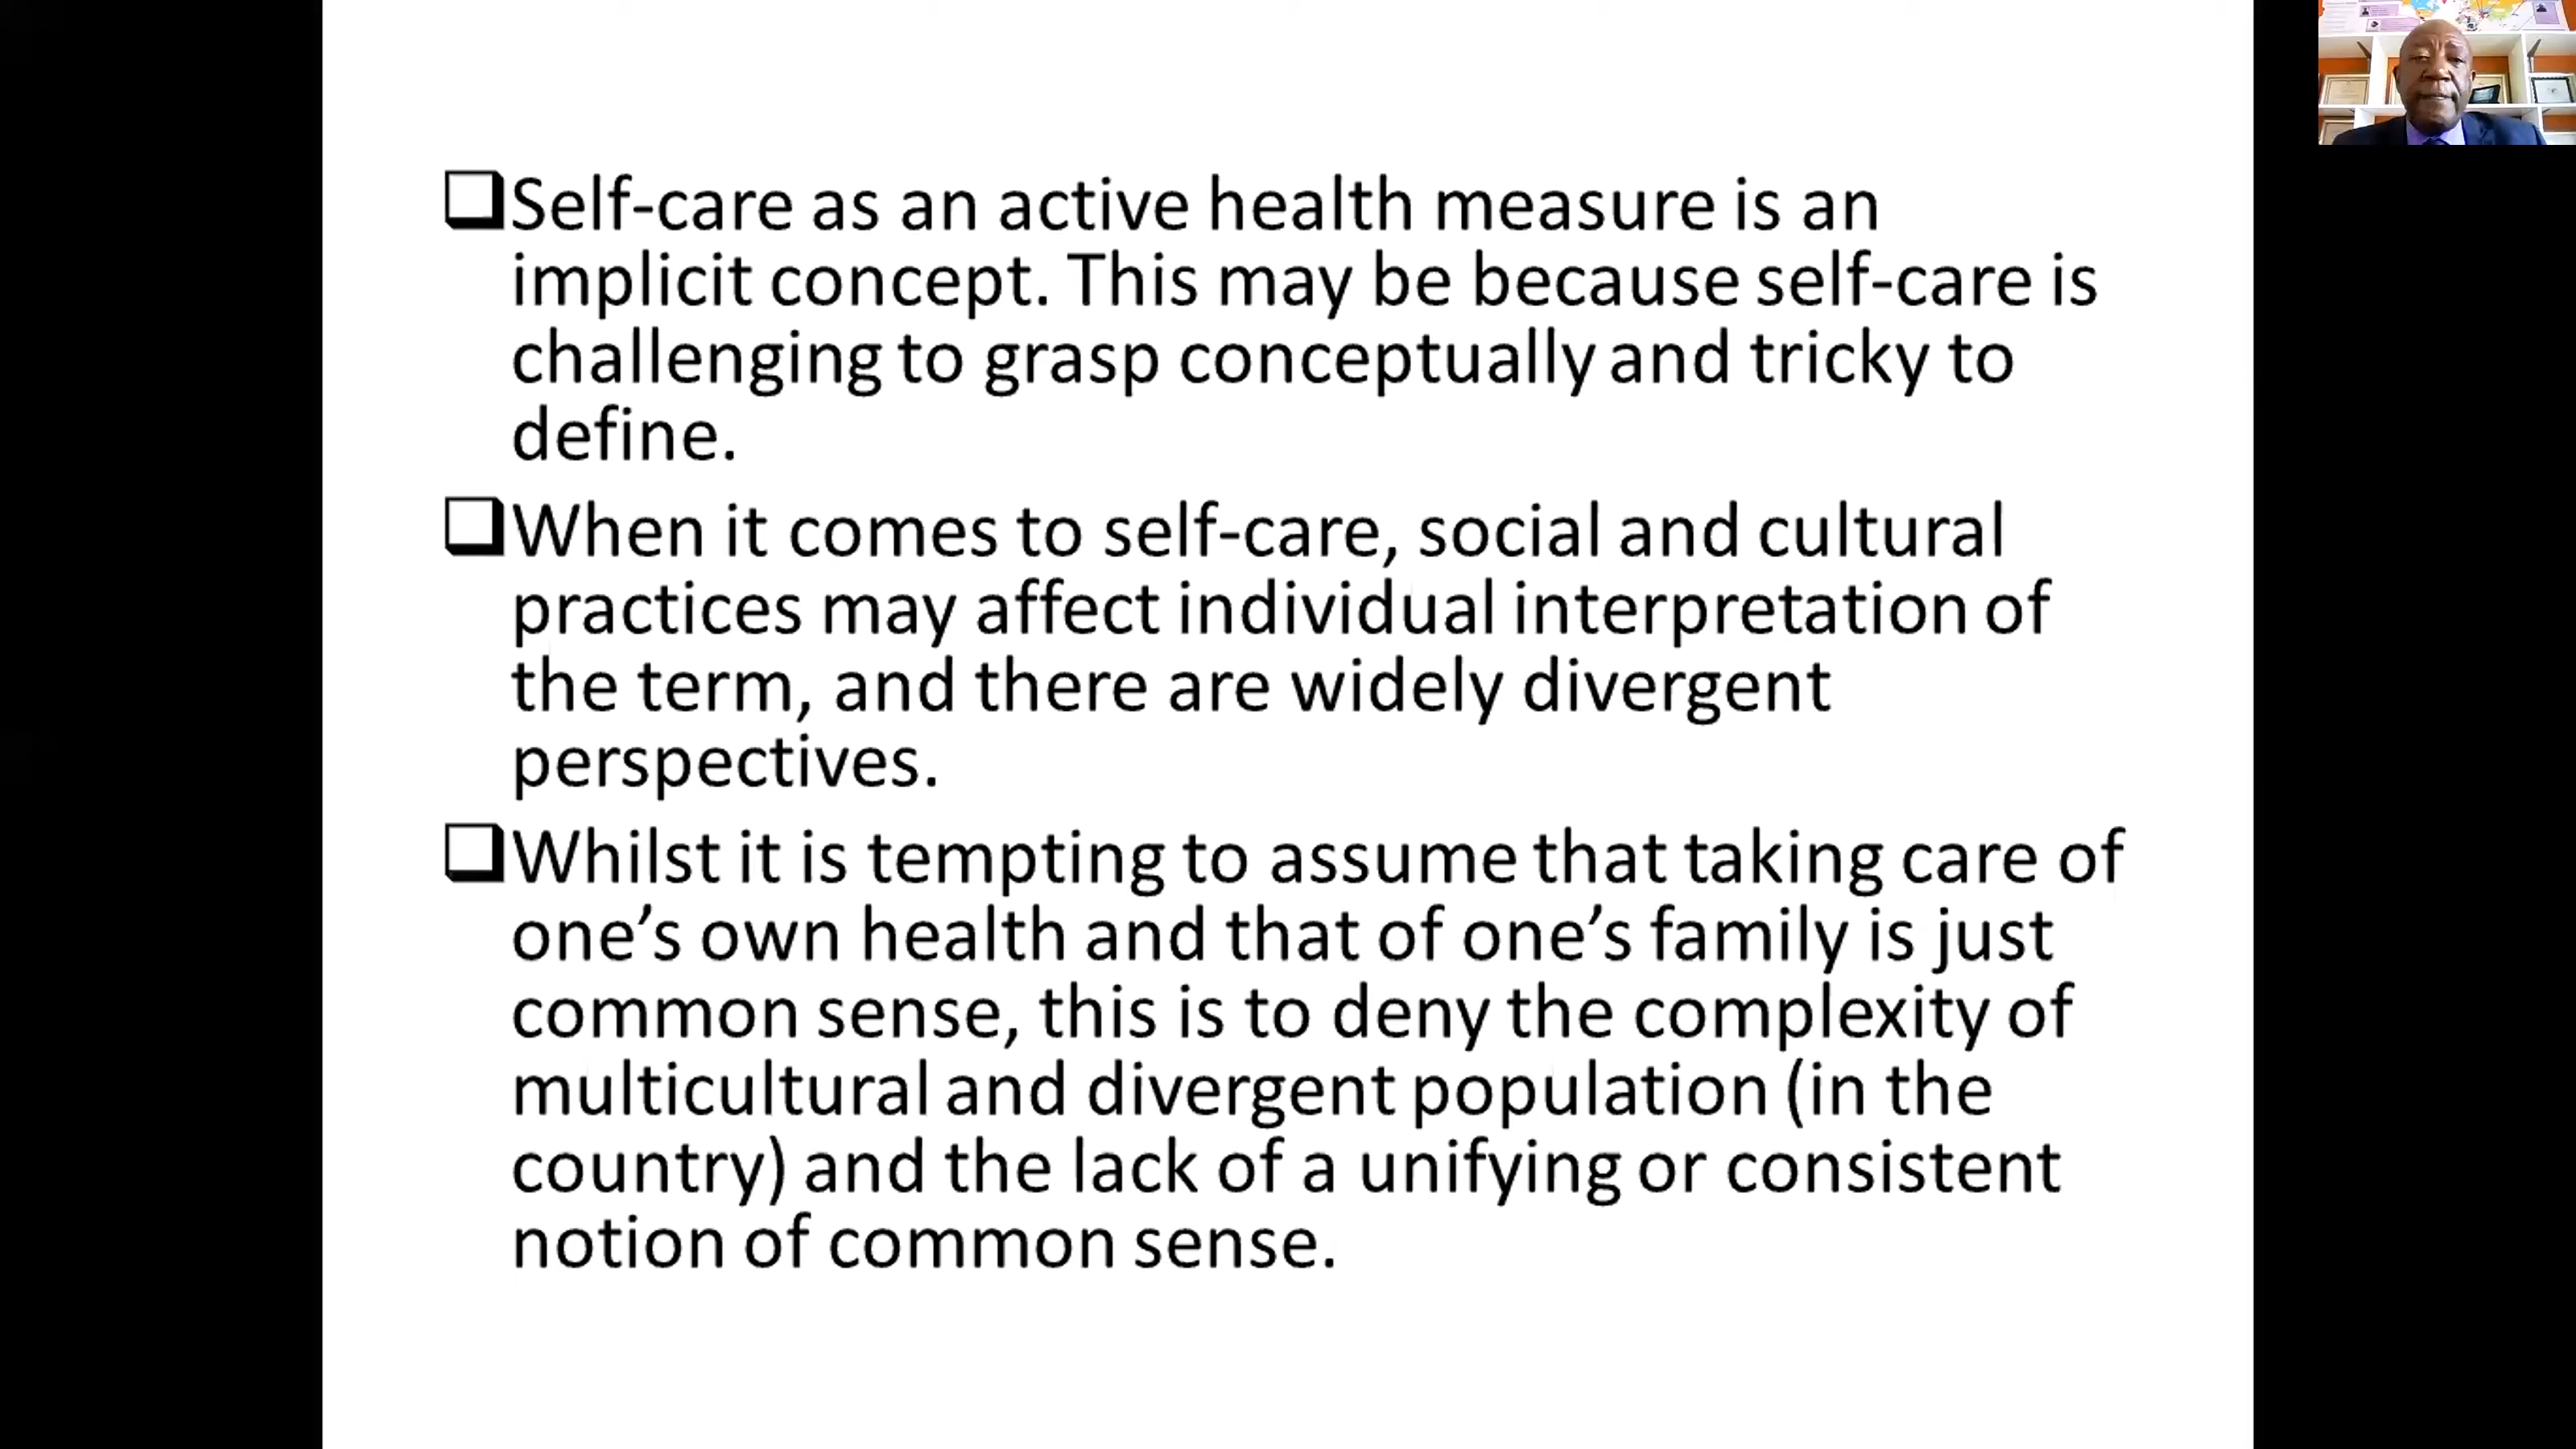 Self-care as an active health measure is an
implicit concept. This may be because self-care is
challenging to grasp conceptually and tricky to
define.
When it comes to self-care, social and cultural
practices may affect individual interpretation of
the term, and there are widely divergent
perspectives.
Whilst it is tempting to assume that taking care of
one’s own health and that of one’s family is just
common sense, this is to deny the complexity of
multicultural and divergent population (in the
country) and the lack of a unifying or consistent
notion of common sense.